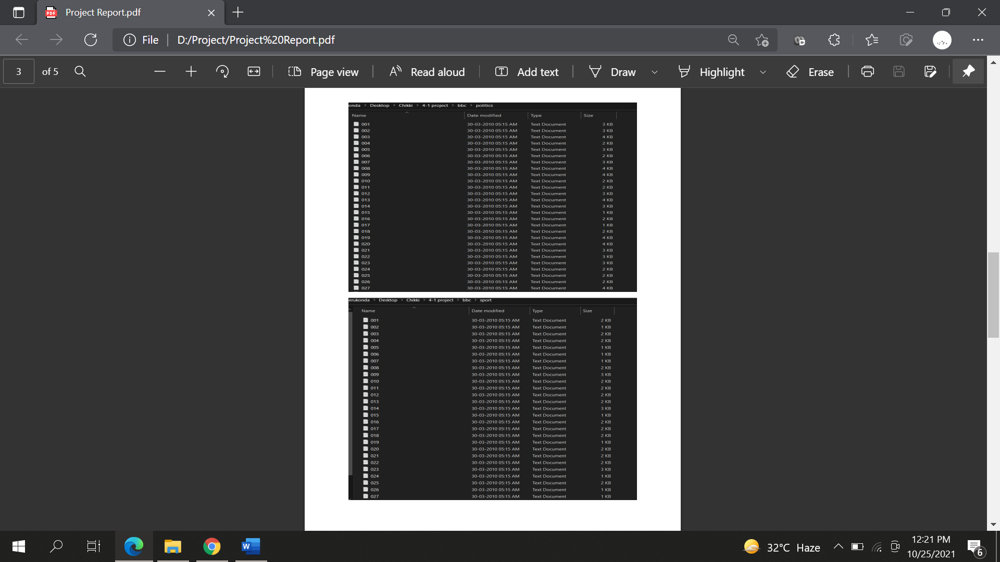 Project Report.pdf
File D:/Project/Project%20Report.pdf
3 of 5 Page view Read aloud Add text Draw Highlight Erase
onda > Desktop > Chikki > 4-1 project > bbc > politics
Name Date modified Type Size
001 30-03-2010 05:15 AM Text Document 3 KB
002 30-03-2010 05:15 AM Text Document 3 KB
003 30-03-2010 05:15 AM Text Document 4 KB
004 30-03-2010 05:15 AM Text Document 2 KB
005 30-03-2010 05:15 AM Text Document 3 KB
006 30-03-2010 05:15 AM Text Document 2 KB
007 30-03-2010 05:15 AM Text Document 3 KB
008 30-03-2010 05:15 AM Text Document 4 KB
009 30-03-2010 05:15 AM Text Document 4 KB
010 30-03-2010 05:15 AM Text Document 2 KB
011 30-03-2010 05:15 AM Text Document 2 KB
012 30-03-2010 05:15 AM Text Document 3 KB
013 30-03-2010 05:15 AM Text Document 4 KB
014 30-03-2010 05:15 AM Text Document 3 KB
015 30-03-2010 05:15 AM Text Document 1 KB
016 30-03-2010 05:15 AM Text Document 2 KB
017 30-03-2010 05:15 AM Text Document 1 KB
018 30-03-2010 05:15 AM Text Document 2 KB
019 30-03-2010 05:15 AM Text Document 4 KB
020 30-03-2010 05:15 AM Text Document 4 KB
021 30-03-2010 05:15 AM Text Document 3 KB
022 30-03-2010 05:15 AM Text Document 3 KB
023 30-03-2010 05:15 AM Text Document 3 KB
024 30-03-2010 05:15 AM Text Document 2 KB
025 30-03-2010 05:15 AM Text Document 2 KB
026 30-03-2010 05:15 AM Text Document 2 KB
027 30-03-2010 05:15 AM Text Document 4 KB
erukonda > Desktop > Chikki > 4-1 project > bbc > sport
Name Date modified Type Size
001 30-03-2010 05:15 AM Text Document 2 KB
002 30-03-2010 05:15 AM Text Document 1 KB
003 30-03-2010 05:15 AM Text Document 2 KB
004 30-03-2010 05:15 AM Text Document 2 KB
005 30-03-2010 05:15 AM Text Document 1 KB
006 30-03-2010 05:15 AM Text Document 1 KB
007 30-03-2010 05:15 AM Text Document 1 KB
008 30-03-2010 05:15 AM Text Document 2 KB
009 30-03-2010 05:15 AM Text Document 3 KB
010 30-03-2010 05:15 AM Text Document 2 KB
011 30-03-2010 05:15 AM Text Document 2 KB
012 30-03-2010 05:15 AM Text Document 2 KB
013 30-03-2010 05:15 AM Text Document 2 KB
014 30-03-2010 05:15 AM Text Document 3 KB
015 30-03-2010 05:15 AM Text Document 1 KB
016 30-03-2010 05:15 AM Text Document 2 KB
017 30-03-2010 05:15 AM Text Document 2 KB
018 30-03-2010 05:15 AM Text Document 2 KB
019 30-03-2010 05:15 AM Text Document 1 KB
020 30-03-2010 05:15 AM Text Document 2 KB
021 30-03-2010 05:15 AM Text Document 2 KB
022 30-03-2010 05:15 AM Text Document 2 KB
023 30-03-2010 05:15 AM Text Document 3 KB
024 30-03-2010 05:15 AM Text Document 1 KB
025 30-03-2010 05:15 AM Text Document 2 KB
026 30-03-2010 05:15 AM Text Document 1 KB
027 30-03-2010 05:15 AM Text Document 1 KB
32°C Haze
12:21 PM
10/25/2021
6